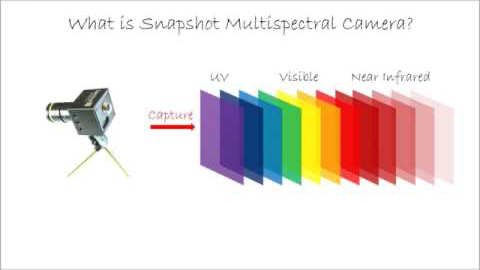 What is Snapshot Multispectral Camera?
UV Visible Near Infrared
Capture